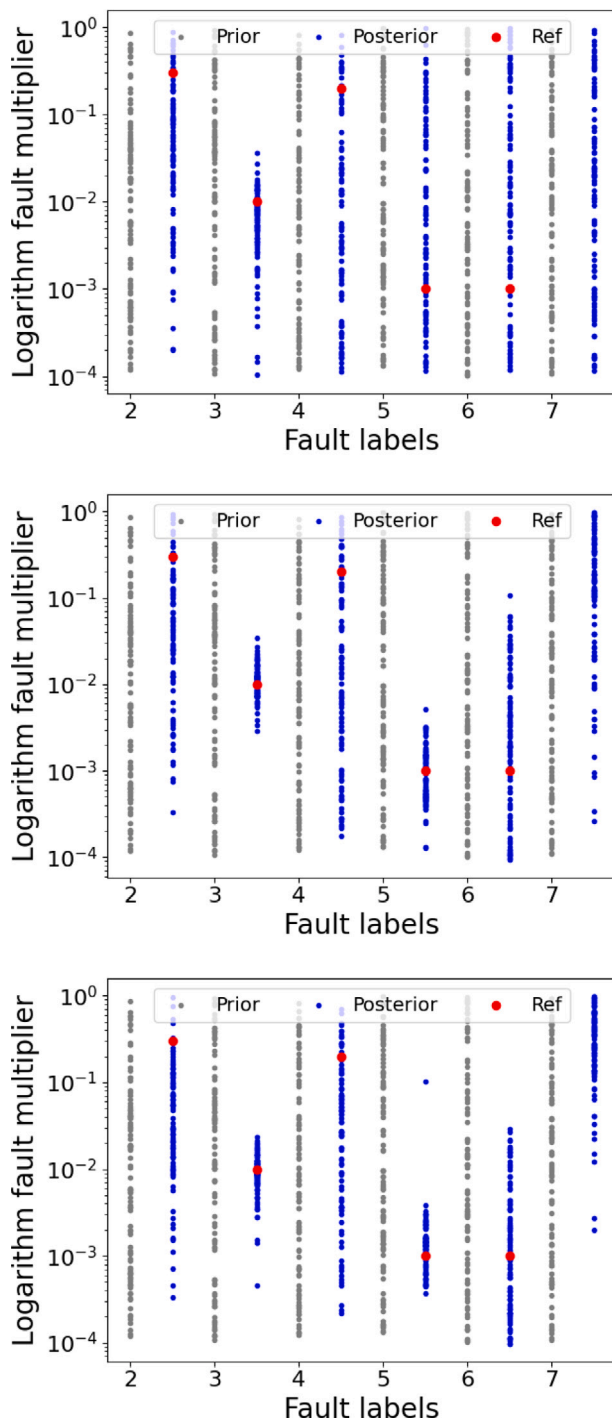 10⁰
Prior Posterior Ref
10⁻¹
10⁻²
10⁻³
10⁻⁴
Logarithm fault multiplier
2 3 4 5 6 7
Fault labels
10⁰
Prior Posterior Ref
10⁻¹
10⁻²
10⁻³
10⁻⁴
Logarithm fault multiplier
2 3 4 5 6 7
Fault labels
10⁰
Prior Posterior Ref
10⁻¹
10⁻²
10⁻³
10⁻⁴
Logarithm fault multiplier
2 3 4 5 6 7
Fault labels